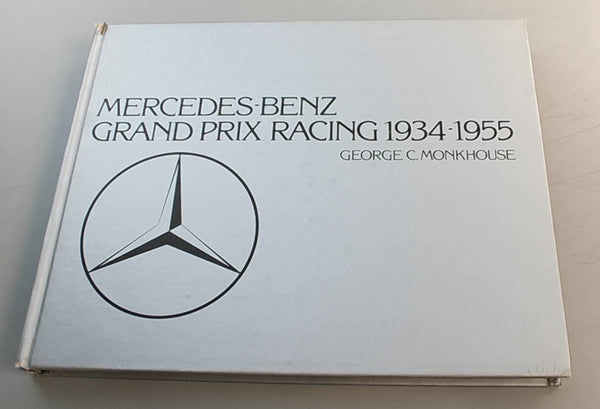 MERCEDES-BENZ
GRAND PRIX RACING 1934-1955
GEORGE C. MONKHOUSE